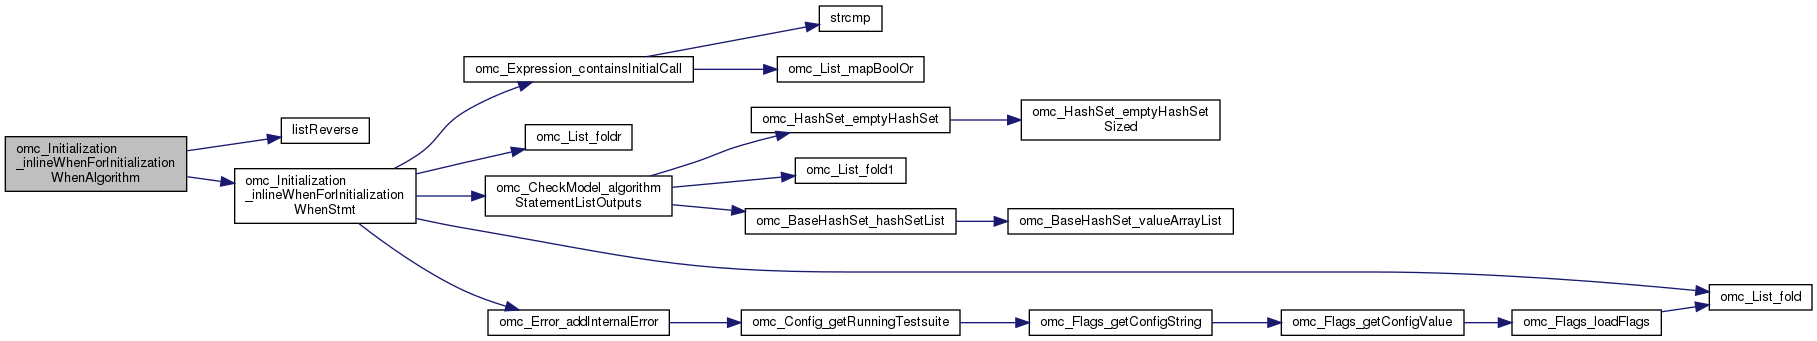 omc_Initialization
_inlineWhenForInitialization
WhenAlgorithm
listReverse
omc_Initialization
_inlineWhenForInitialization
WhenStmt
omc_Expression_containsInitialCall
strcmp
omc_List_mapBoolOr
omc_List_foldr
omc_CheckModel_algorithm
StatementListOutputs
omc_HashSet_emptyHashSet
omc_HashSet_emptyHashSet
Sized
omc_List_fold1
omc_BaseHashSet_hashSetList
omc_BaseHashSet_valueArrayList
omc_Error_addInternalError
omc_Config_getRunningTestsuite
omc_Flags_getConfigString
omc_Flags_getConfigValue
omc_Flags_loadFlags
omc_List_fold